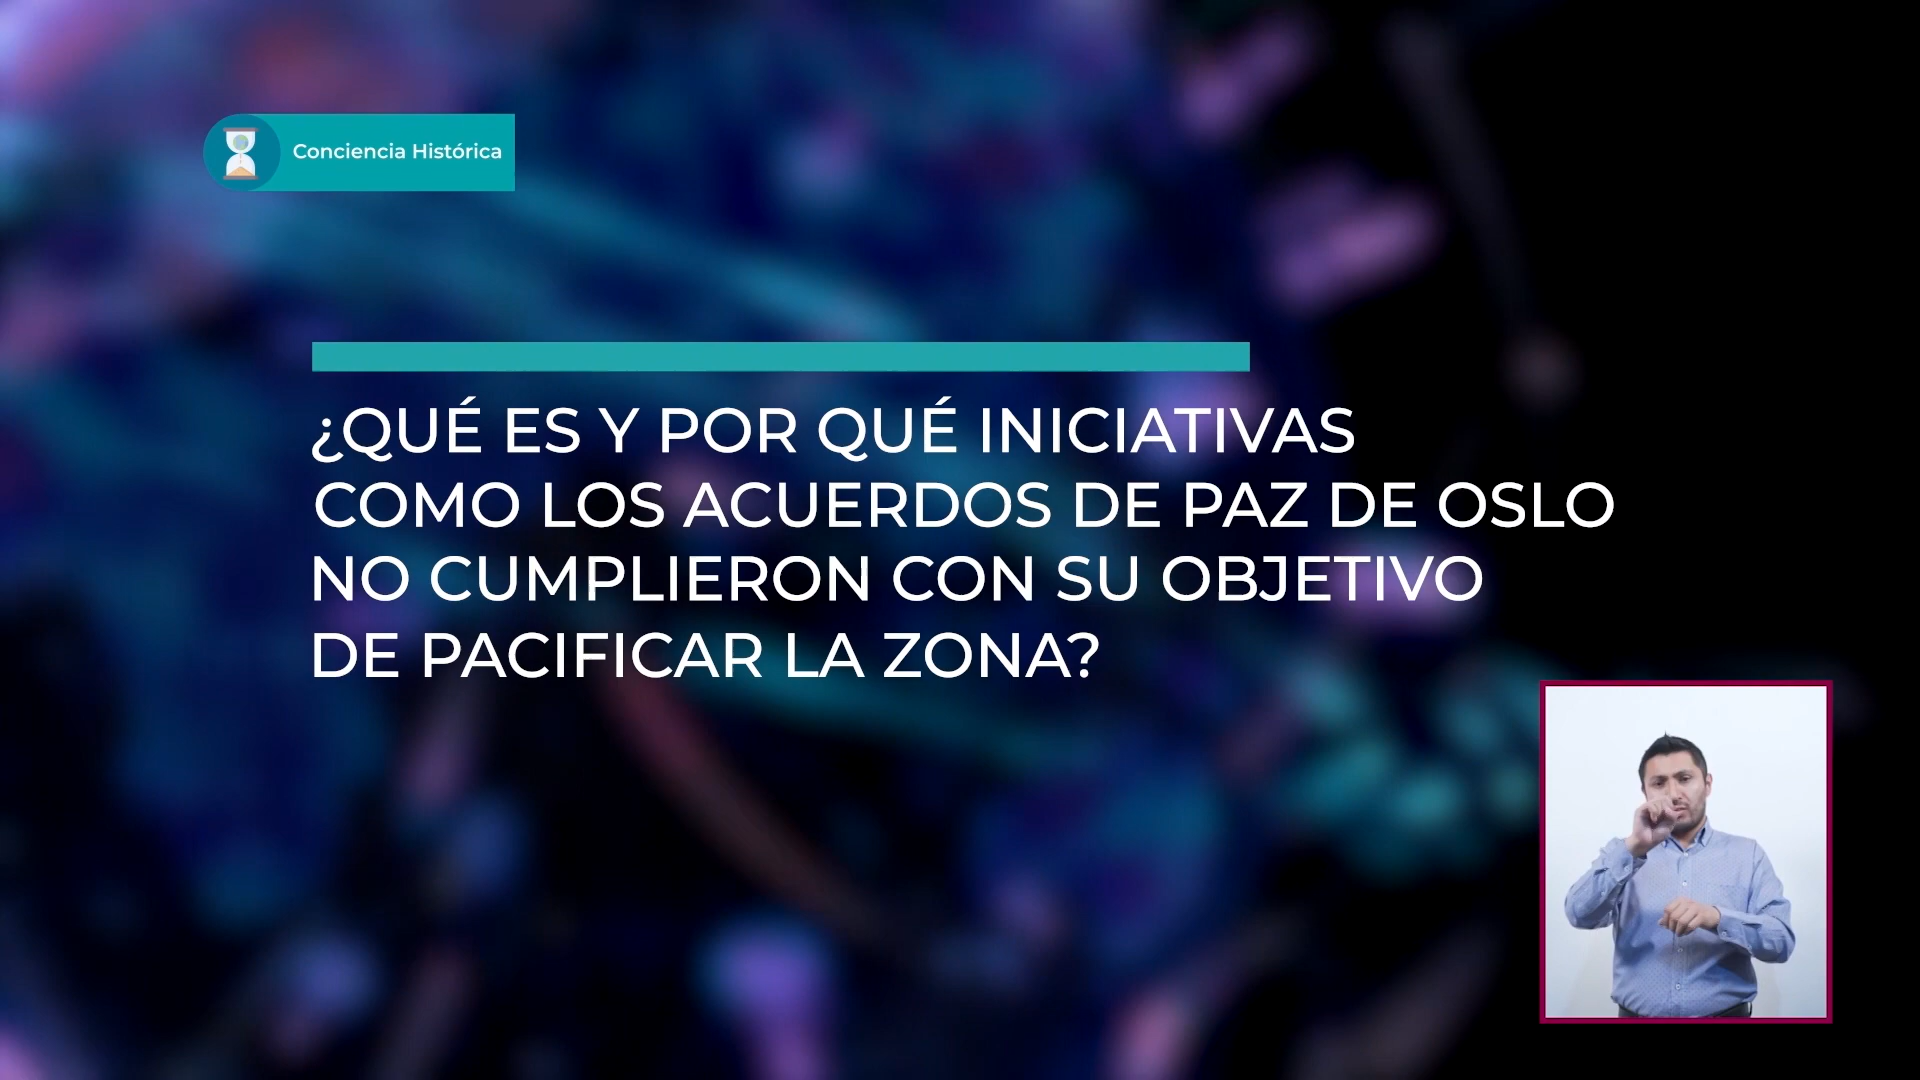 Conciencia Histórica
¿QUÉ ES Y POR QUÉ INICIATIVAS
COMO LOS ACUERDOS DE PAZ DE OSLO
NO CUMPLIERON CON SU OBJETIVO
DE PACIFICAR LA ZONA?